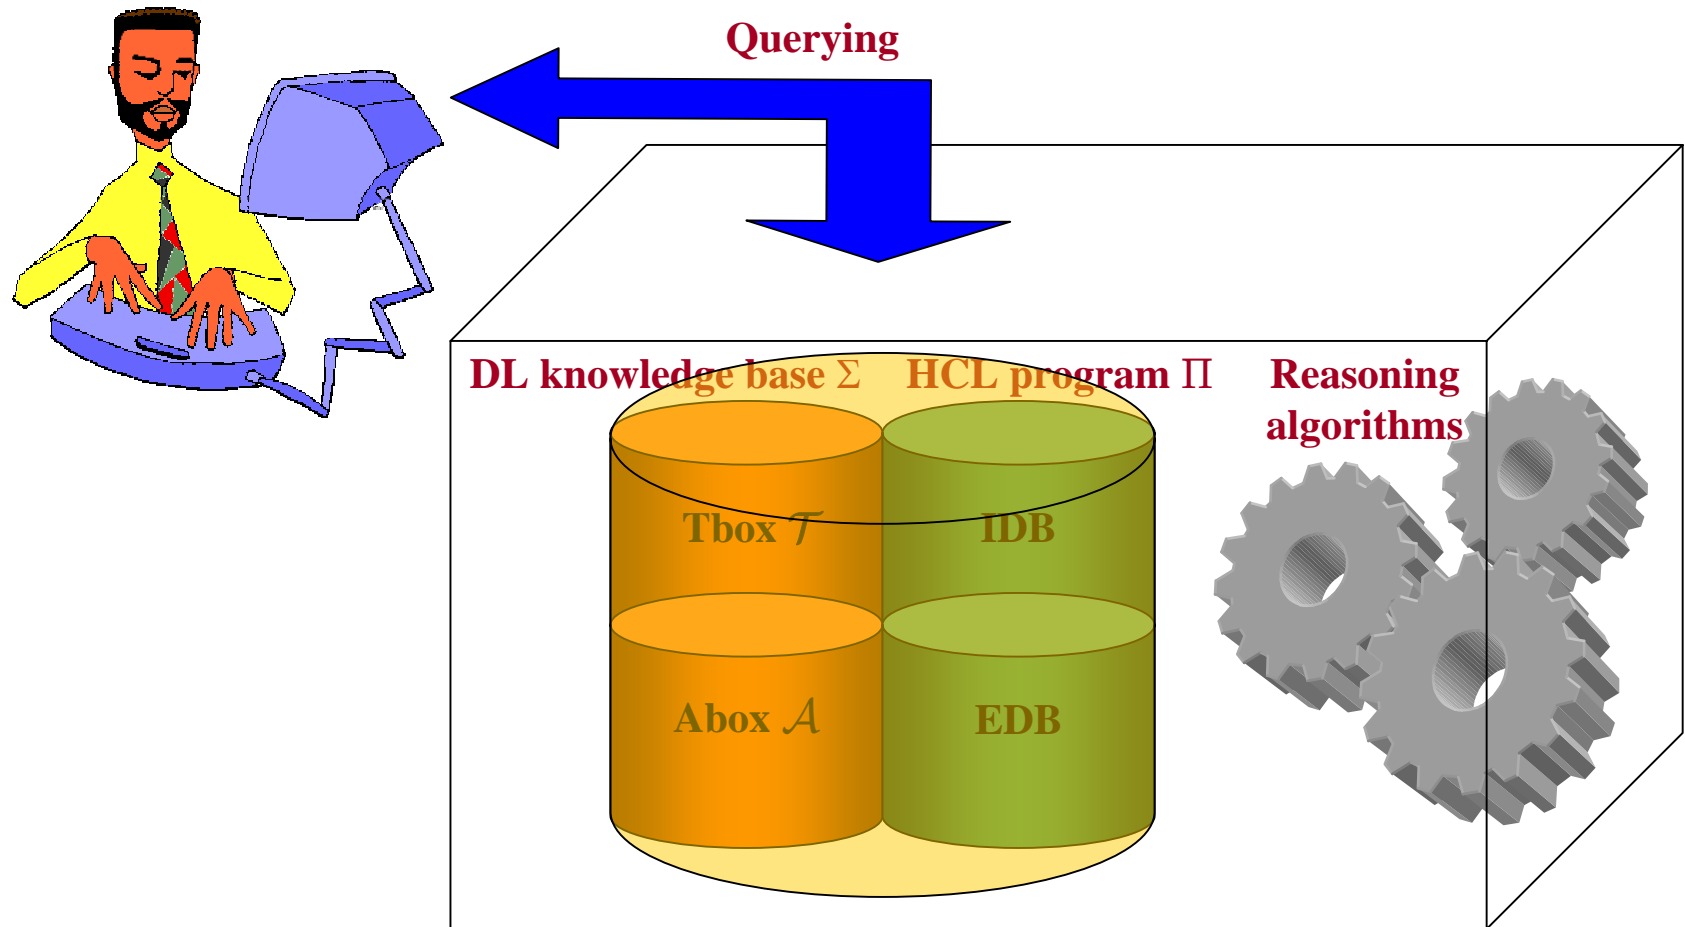 Querying
DL knowledge base Σ
HCL program Π
Reasoning
algorithms
Tbox 𝒯
IDB
Abox 𝒜
EDB